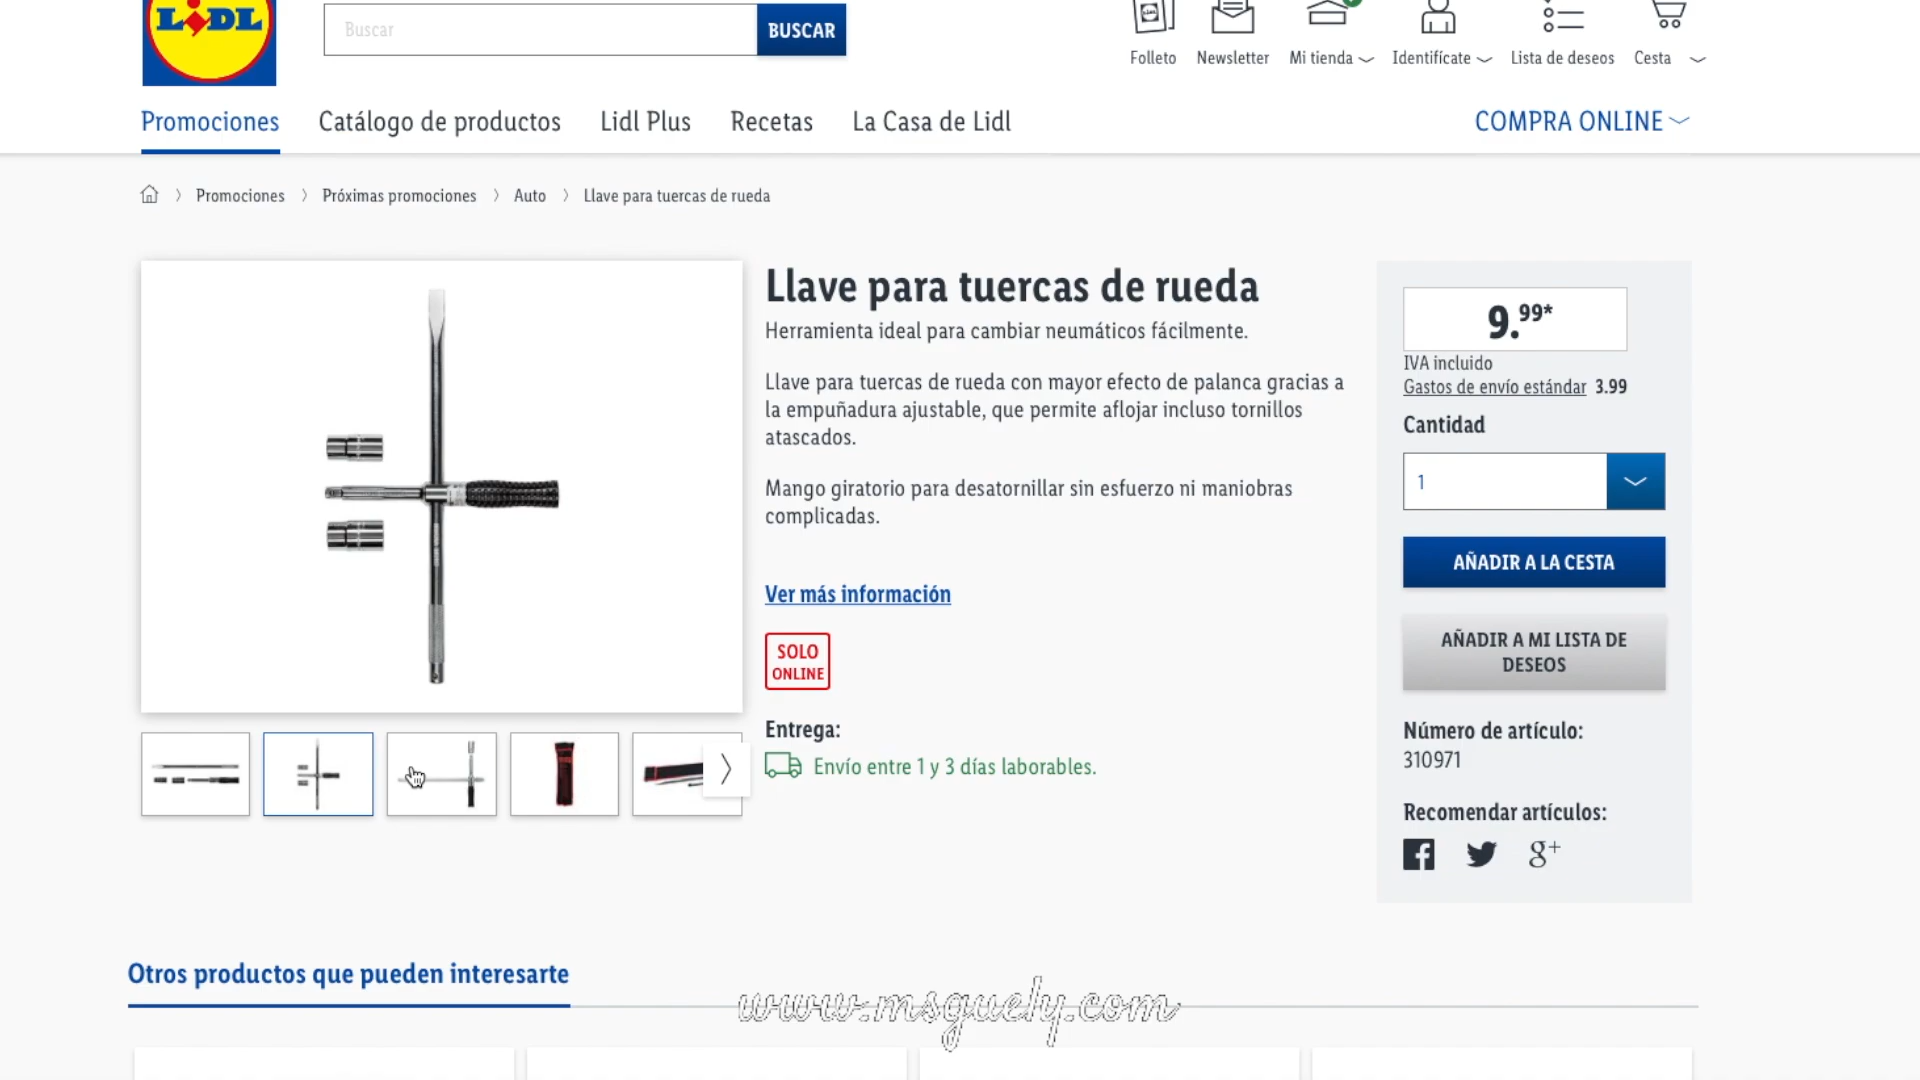 LIDL
Buscar
BUSCAR
Folleto
Newsletter
Mi tienda
Identifícate
Lista de deseos
Cesta
Promociones
Catálogo de productos
Lidl Plus
Recetas
La Casa de Lidl
COMPRA ONLINE
Promociones
Próximas promociones
Auto
Llave para tuercas de rueda
Llave para tuercas de rueda
Herramienta ideal para cambiar neumáticos fácilmente.
Llave para tuercas de rueda con mayor efecto de palanca gracias a
la empuñadura ajustable, que permite aflojar incluso tornillos
atascados.
Mango giratorio para desatornillar sin esfuerzo ni maniobras
complicadas.
Ver más información
SOLO
ONLINE
Entrega:
Envío entre 1 y 3 días laborables.
9.99*
IVA incluido
Gastos de envío estándar 3.99
Cantidad
1
AÑADIR A LA CESTA
AÑADIR A MI LISTA DE
DESEOS
Número de artículo:
310971
Recomendar artículos:
g+
Otros productos que pueden interesarte
www.msguely.com